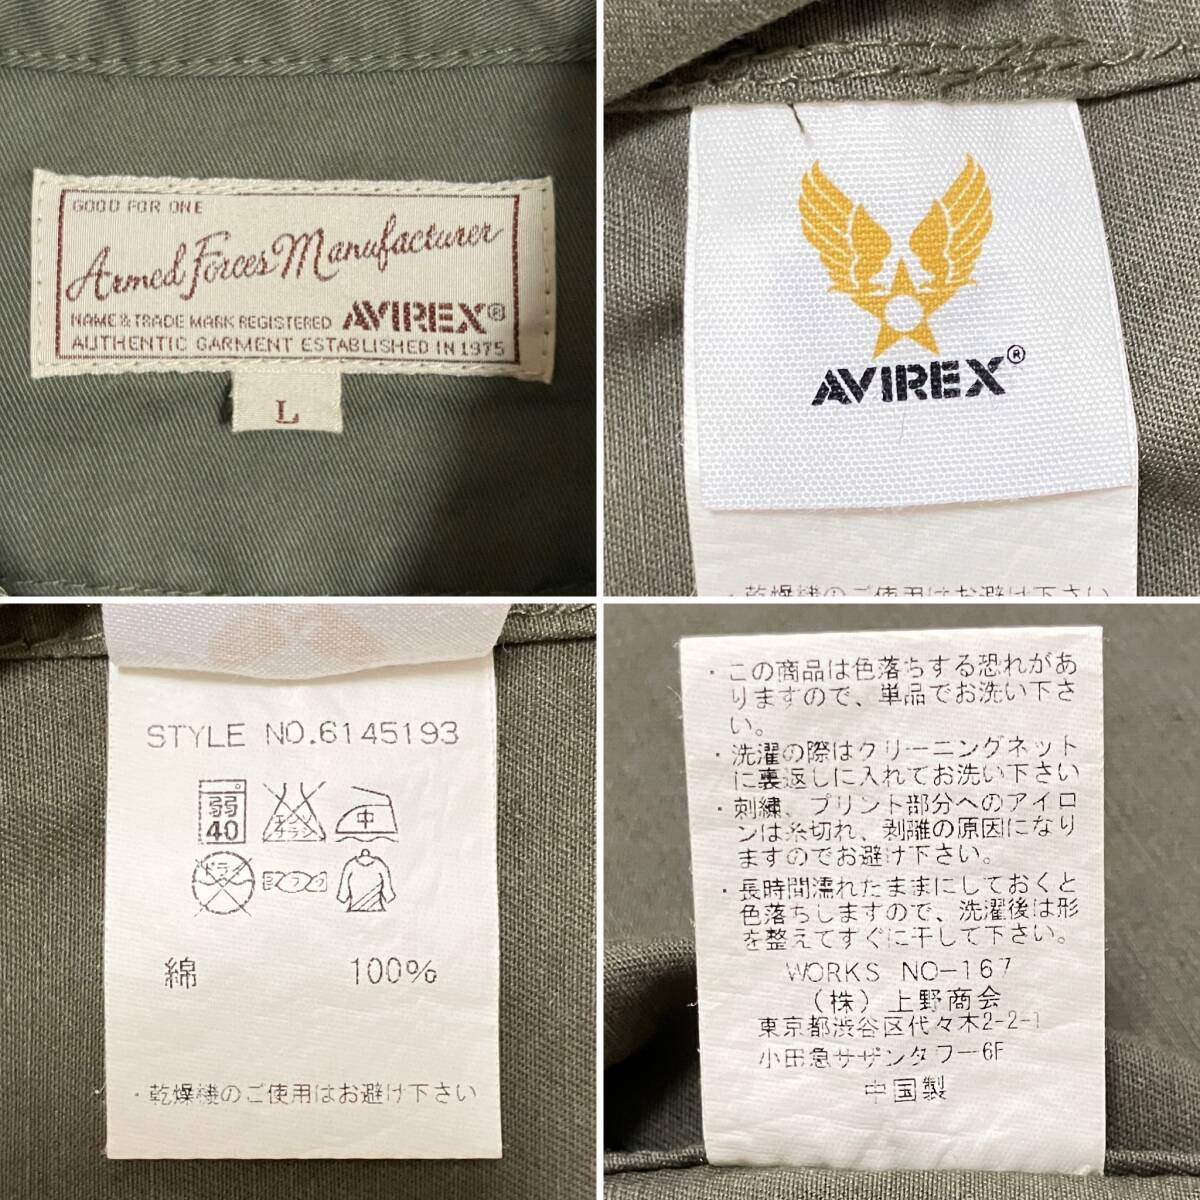 GOOD FOR ONE
Armed Forces Manufacturer
NAME & TRADE MARK REGISTERED AVIREX®
AUTHENTIC GARMENT ESTABLISHED IN 1975
L
AVIREX®
・乾燥機のご使用はお避け下さい
STYLE NO.6145193
弱 40
エンソ サラシ
中
ドライ
綿 100%
・乾燥機のご使用はお避け下さい
・この商品は色落ちする恐れがあ
りますので、単品でお洗い下さ
い。
・洗濯の際はクリーニングネット
に裏返しに入れてお洗い下さい
・刺繍、プリント部分へのアイロ
ンは糸切れ、剥離の原因になり
ますのでお避け下さい。
・長時間濡れたままにしておくと
色落ちしますので、洗濯後は形
を整えてすぐに干して下さい。
WORKS NO-167
(株)上野商会
東京都渋谷区代々木2-2-1
小田急サザンタワー6F
中国製